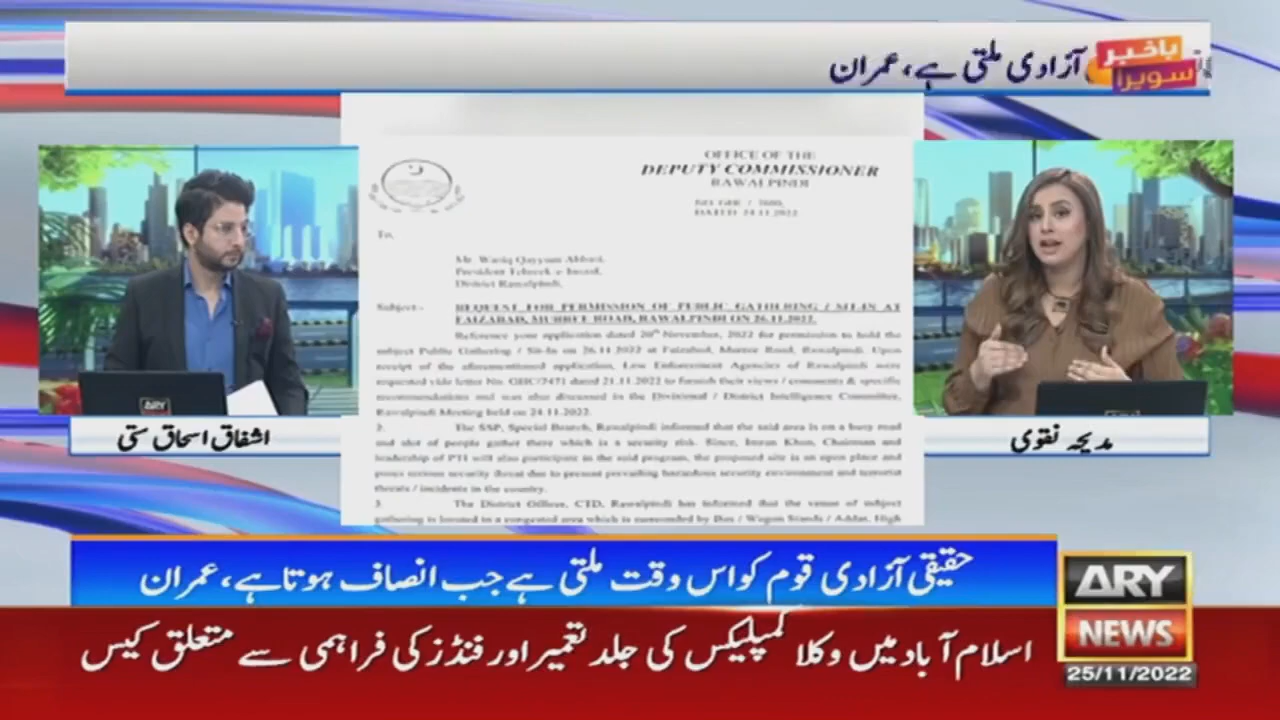 آزادی ملتی ہے، عمران
باخبر
سویرا
OFFICE OF THE
DEPUTY COMMISSIONER
RAWALPINDI
DATED 24.11.2022
To,
Mr. Wasiq Qayyum Abbasi,
President Tehreek-e-Insaf,
District Rawalpindi.
Subject:- REQUEST FOR PERMISSION OF PUBLIC GATHERING / SIT-IN AT
FAIZABAD, MURREE ROAD, RAWALPINDI ON 26.11.2022.
Reference your application dated 20th November, 2022 for permission to hold the
subject Public Gathering / Sit-In on 26.11.2022 at Faizabad, Murree Road, Rawalpindi. Upon
receipt of the aforementioned application, Law Enforcement Agencies of Rawalpindi were
requested vide letter No. GHC/7471 dated 21.11.2022 to furnish their views / comments & specific
recommendations and was also discussed in the Divisional / District Intelligence Committee,
Rawalpindi Meeting held on 24.11.2022.
2. The SSP, Special Branch, Rawalpindi informed that the said area is on a busy road
and alot of people gather there which is a security risk. Since, Imran Khan, Chairman and
leadership of PTI will also participate in the said program, the proposed site is an open place and
poses serious security threat due to present prevailing hazardous security environment and terrorist
threats / incidents in the country.
3. The District Officer, CTD, Rawalpindi has informed that the venue of subject
gathering is located in a congested area which is surrounded by Bus / Wagon Stands / Addas, High
ARY
اشفاق اسحاق ستی
مدیحہ نقوی
حقیقی آزادی قوم کو اس وقت ملتی ہے جب انصاف ہوتا ہے، عمران
اسلام آباد میں وکلا کمپلیکس کی جلد تعمیر اور فنڈز کی فراہمی سے متعلق کیس
ARY
NEWS
25/11/2022